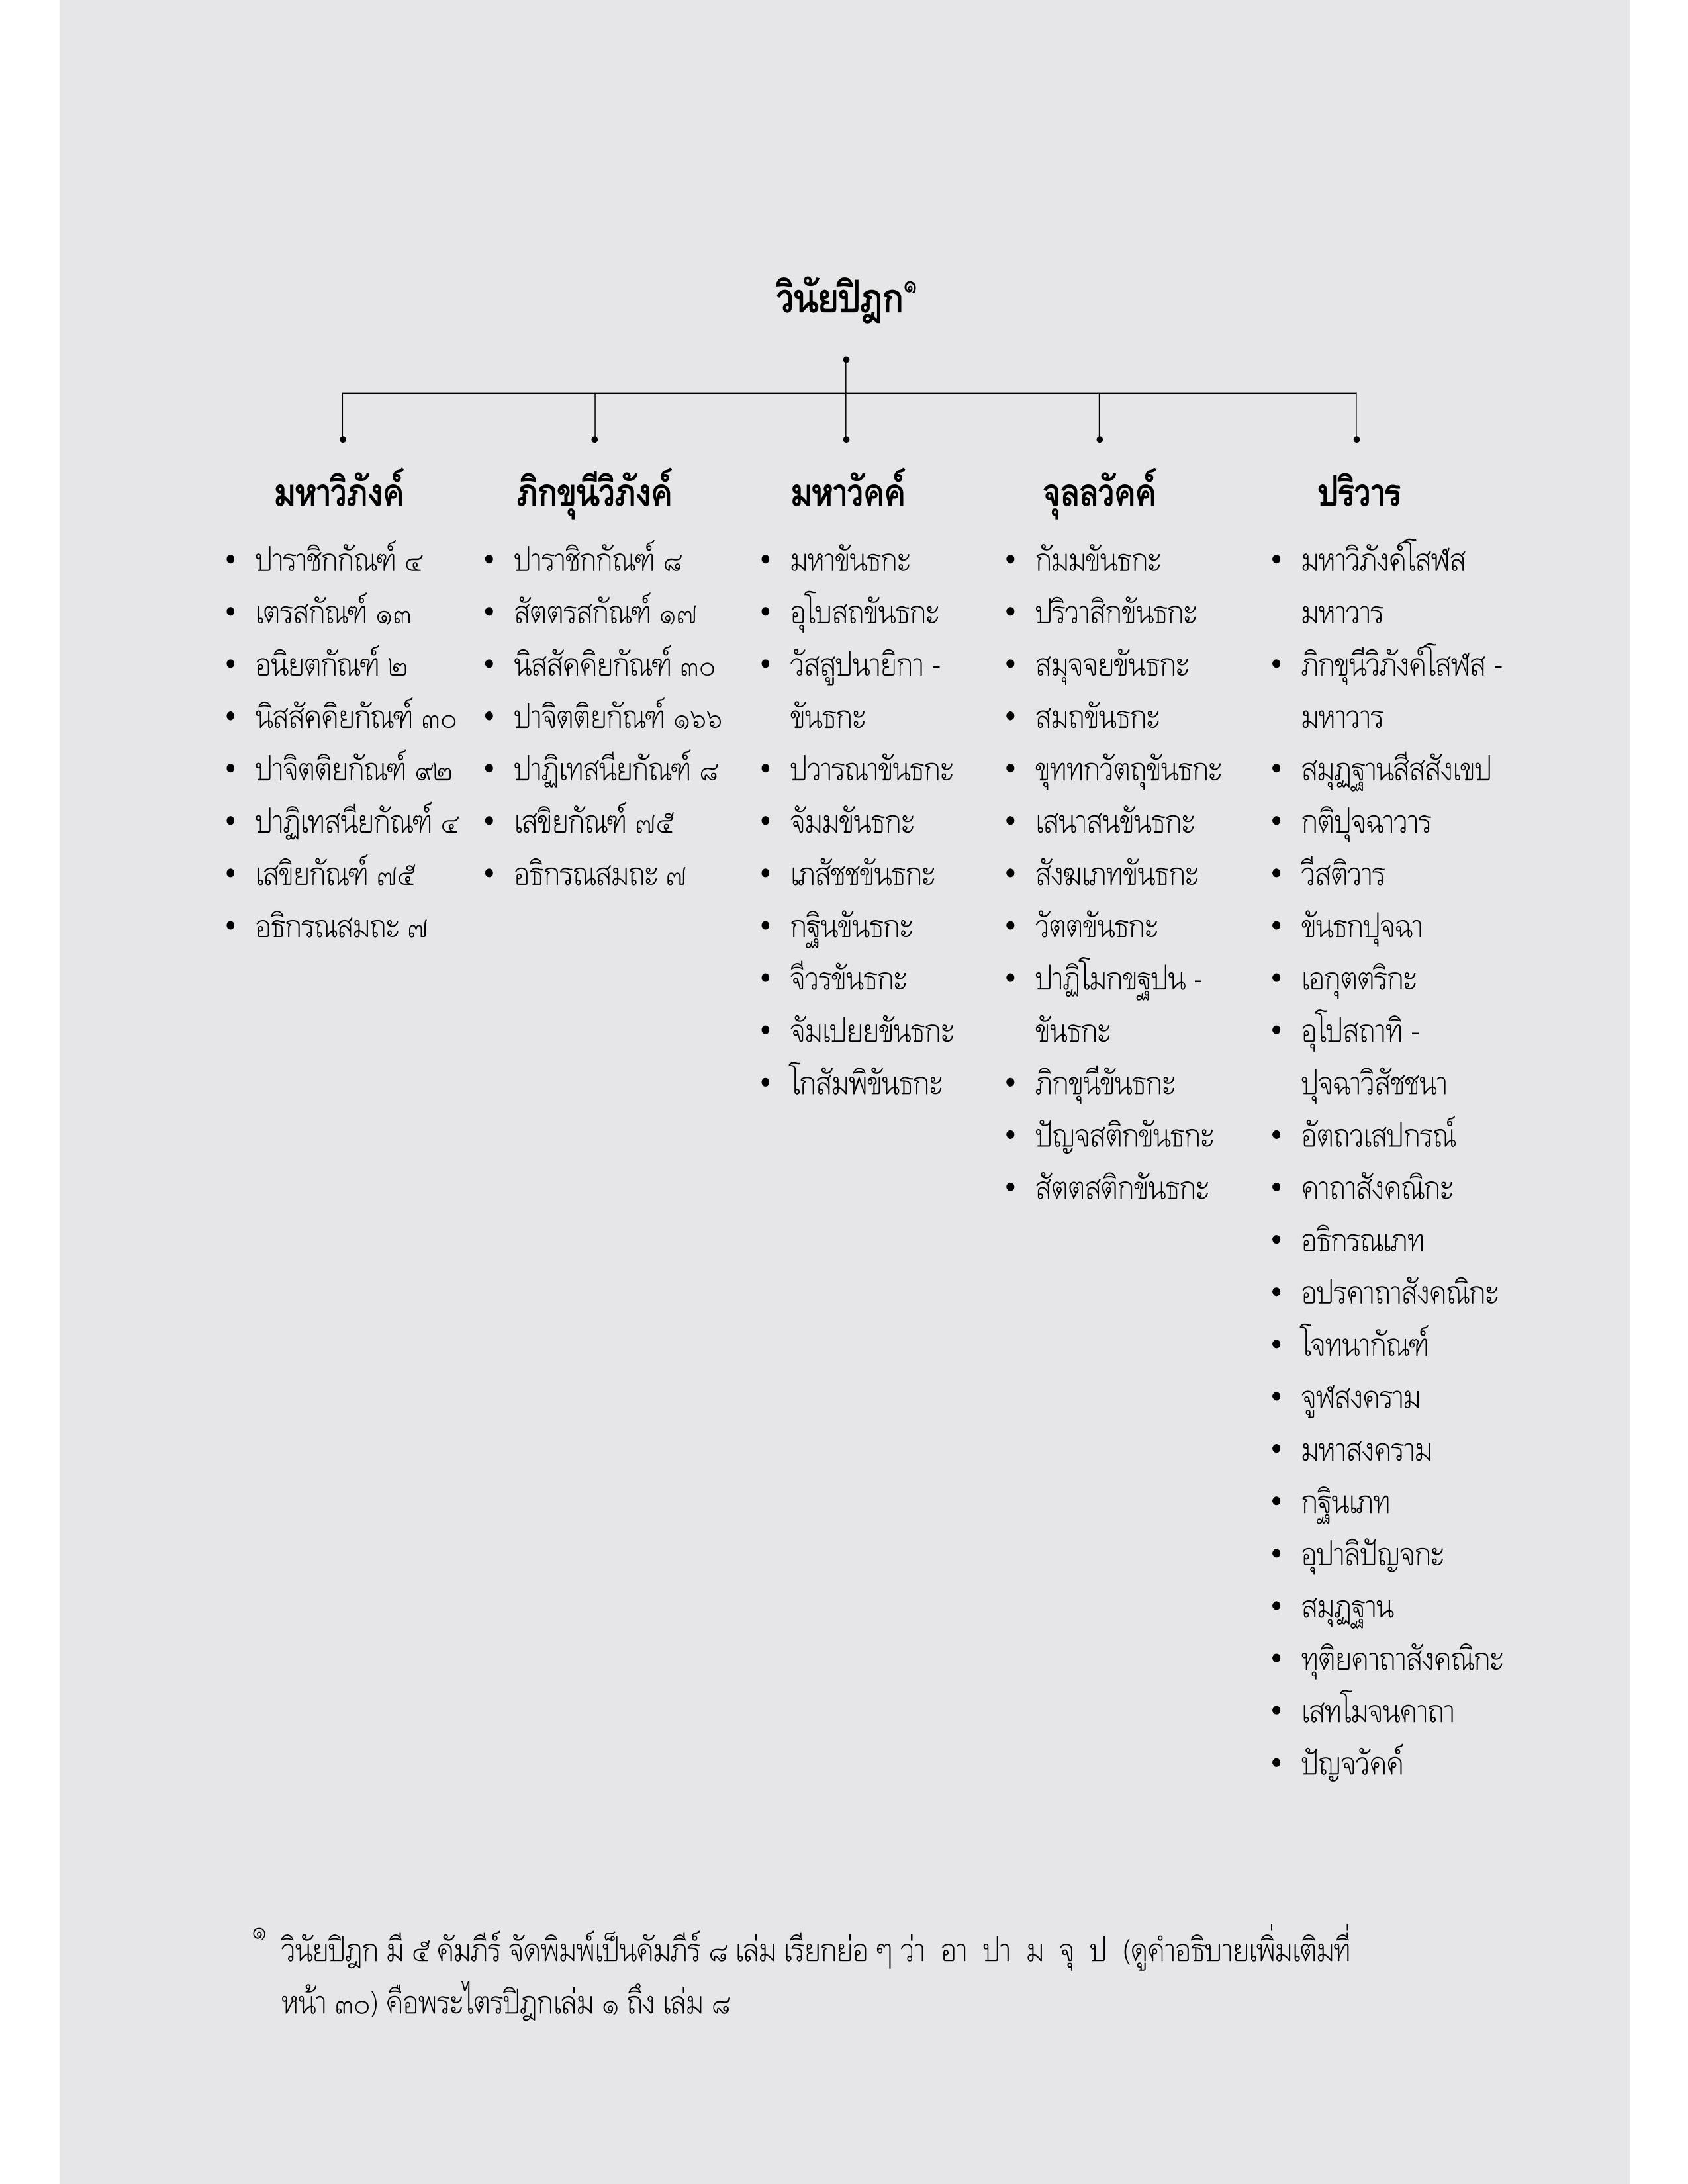 วินัยปิฎก๑
มหาวิภังค์
• ปาราชิกกัณฑ์ ๔
• เตรสกัณฑ์ ๑๓
• อนิยตกัณฑ์ ๒
• นิสสัคคิยกัณฑ์ ๓๐
• ปาจิตติยกัณฑ์ ๙๒
• ปาฏิเทสนียกัณฑ์ ๔
• เสขิยกัณฑ์ ๗๕
• อธิกรณสมถะ ๗
ภิกขุนีวิภังค์
• ปาราชิกกัณฑ์ ๘
• สัตตรสกัณฑ์ ๑๗
• นิสสัคคิยกัณฑ์ ๓๐
• ปาจิตติยกัณฑ์ ๑๖๖
• ปาฏิเทสนียกัณฑ์ ๘
• เสขิยกัณฑ์ ๗๕
• อธิกรณสมถะ ๗
มหาวัคค์
• มหาขันธกะ
• อุโบสถขันธกะ
• วัสสูปนายิกา -
ขันธกะ
• ปวารณาขันธกะ
• จัมมขันธกะ
• เภสัชชขันธกะ
• กฐินขันธกะ
• จีวรขันธกะ
• จัมเปยยขันธกะ
• โกสัมพิขันธกะ
จุลลวัคค์
• กัมมขันธกะ
• ปริวาสิกขันธกะ
• สมุจจยขันธกะ
• สมถขันธกะ
• ขุททกวัตถุขันธกะ
• เสนาสนขันธกะ
• สังฆเภทขันธกะ
• วัตตขันธกะ
• ปาฏิโมกขฐปน -
ขันธกะ
• ภิกขุนีขันธกะ
• ปัญจสติกขันธกะ
• สัตตสติกขันธกะ
ปริวาร
• มหาวิภังค์โสฬส
มหาวาร
• ภิกขุนีวิภังค์โสฬส -
มหาวาร
• สมุฏฐานสีสสังเขป
• กติปุจฉาวาร
• วีสติวาร
• ขันธกปุจฉา
• เอกุตตริกะ
• อุโปสถาทิ -
ปุจฉาวิสัชชนา
• อัตถวเสปกรณ์
• คาถาสังคณิกะ
• อธิกรณเภท
• อปรคาถาสังคณิกะ
• โจทนากัณฑ์
• จูฬสงคราม
• มหาสงคราม
• กฐินเภท
• อุปาลิปัญจกะ
• สมุฏฐาน
• ทุติยคาถาสังคณิกะ
• เสทโมจนคาถา
• ปัญจวัคค์
๑ วินัยปิฎก มี ๕ คัมภีร์ จัดพิมพ์เป็นคัมภีร์ ๘ เล่ม เรียกย่อ ๆ ว่า อา ปา ม จุ ป (ดูคำอธิบายเพิ่มเติมที่
หน้า ๓๐) คือพระไตรปิฎกเล่ม ๑ ถึง เล่ม ๘